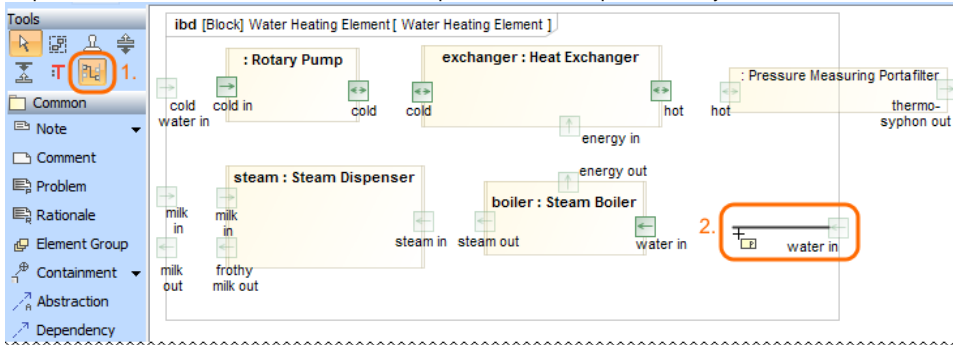 Tools
:T
1.
Common
Note
Comment
Problem
Rationale
Element Group
Containment
Abstraction
Dependency
ibd [Block] Water Heating Element[ Water Heating Element ]
: Rotary Pump
exchanger : Heat Exchanger
: Pressure Measuring Portafilter
cold
water in
cold in
cold
cold
hot
hot
thermo-
syphon out
energy in
steam : Steam Dispenser
energy out
boiler : Steam Boiler
milk
in
milk
in
steam in
steam out
water in
2.
P
water in
milk
out
frothy
milk out